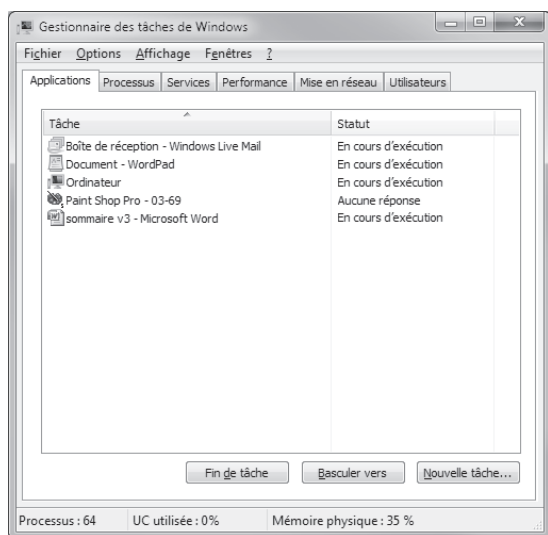 Gestionnaire des tâches de Windows
Fichier Options Affichage Fenêtres ?
Applications Processus Services Performance Mise en réseau Utilisateurs
Tâche Statut
Boîte de réception - Windows Live Mail En cours d'exécution
Document - WordPad En cours d'exécution
Ordinateur En cours d'exécution
Paint Shop Pro - 03-69 Aucune réponse
sommaire v3 - Microsoft Word En cours d'exécution
Fin de tâche Basculer vers Nouvelle tâche...
Processus : 64 UC utilisée : 0% Mémoire physique : 35 %